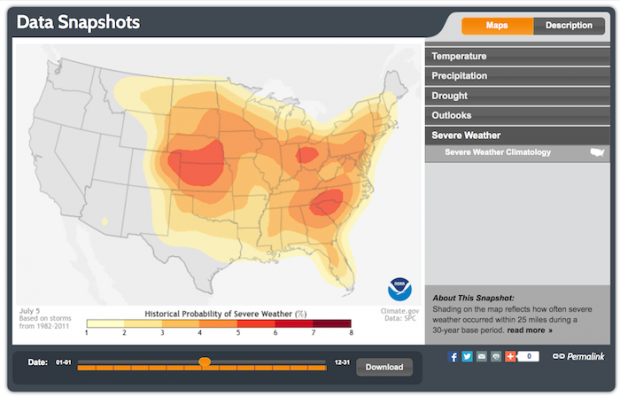 Data Snapshots
Maps
Description
Temperature
Precipitation
Drought
Outlooks
Severe Weather
Severe Weather Climatology
NOAA
July 5
Based on storms
from 1982-2011
Historical Probability of Severe Weather (%)
1 2 3 4 5 6 7 8
Climate.gov
Data: SPC
About This Snapshot:
Shading on the map reflects how often severe
weather occurred within 25 miles during a
30-year base period. read more »
Date: 01-01
12-31
Download
0
Permalink